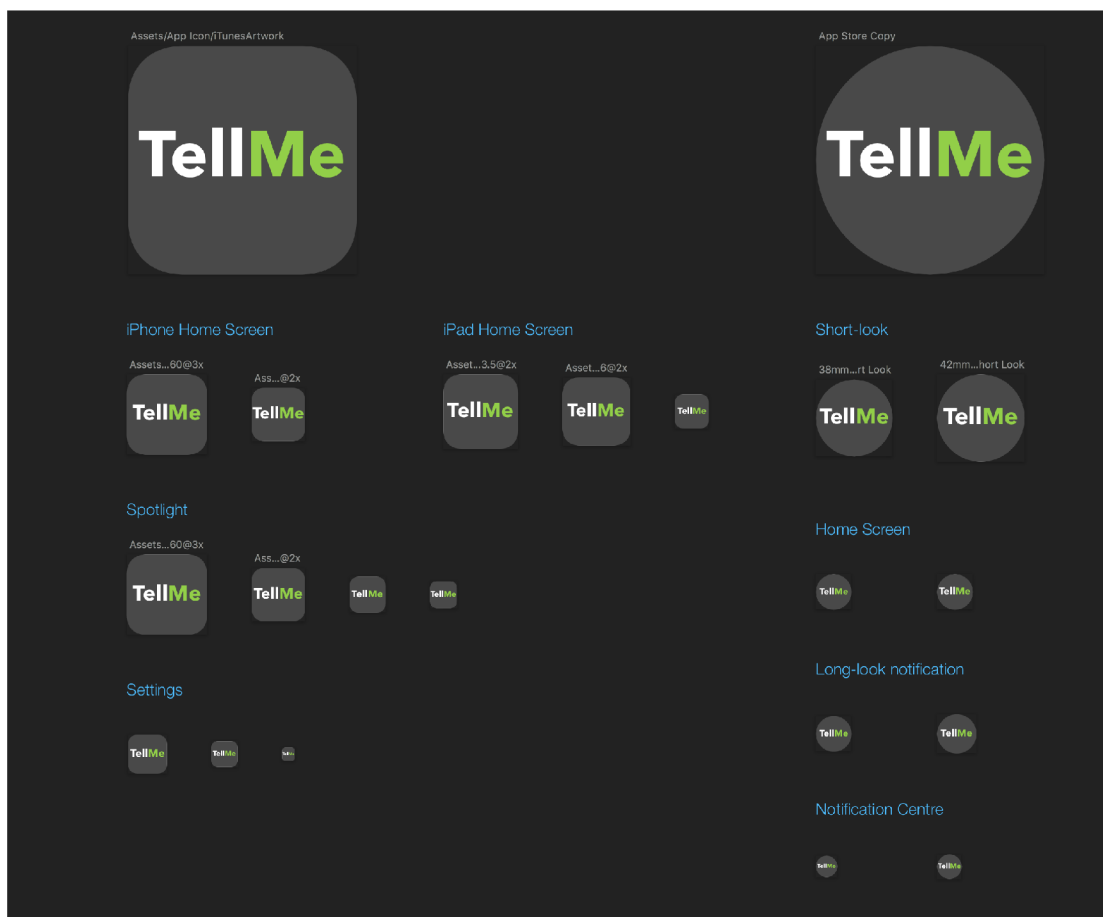 Assets/App Icon/iTunesArtwork
App Store Copy
TellMe
TellMe
iPhone Home Screen
iPad Home Screen
Short-look
Assets...60@3x
Ass...@2x
Asset...3.5@2x
Asset...6@2x
38mm...rt Look
42mm...hort Look
TellMe
TellMe
TellMe
TellMe
TellMe
TellMe
TellMe
Spotlight
Assets...60@3x
Ass...@2x
TellMe
TellMe
TellMe
TellMe
Home Screen
TellMe
TellMe
Settings
Long-look notification
TellMe
TellMe
TellMe
TellMe
TellMe
Notification Centre
TellMe
TellMe